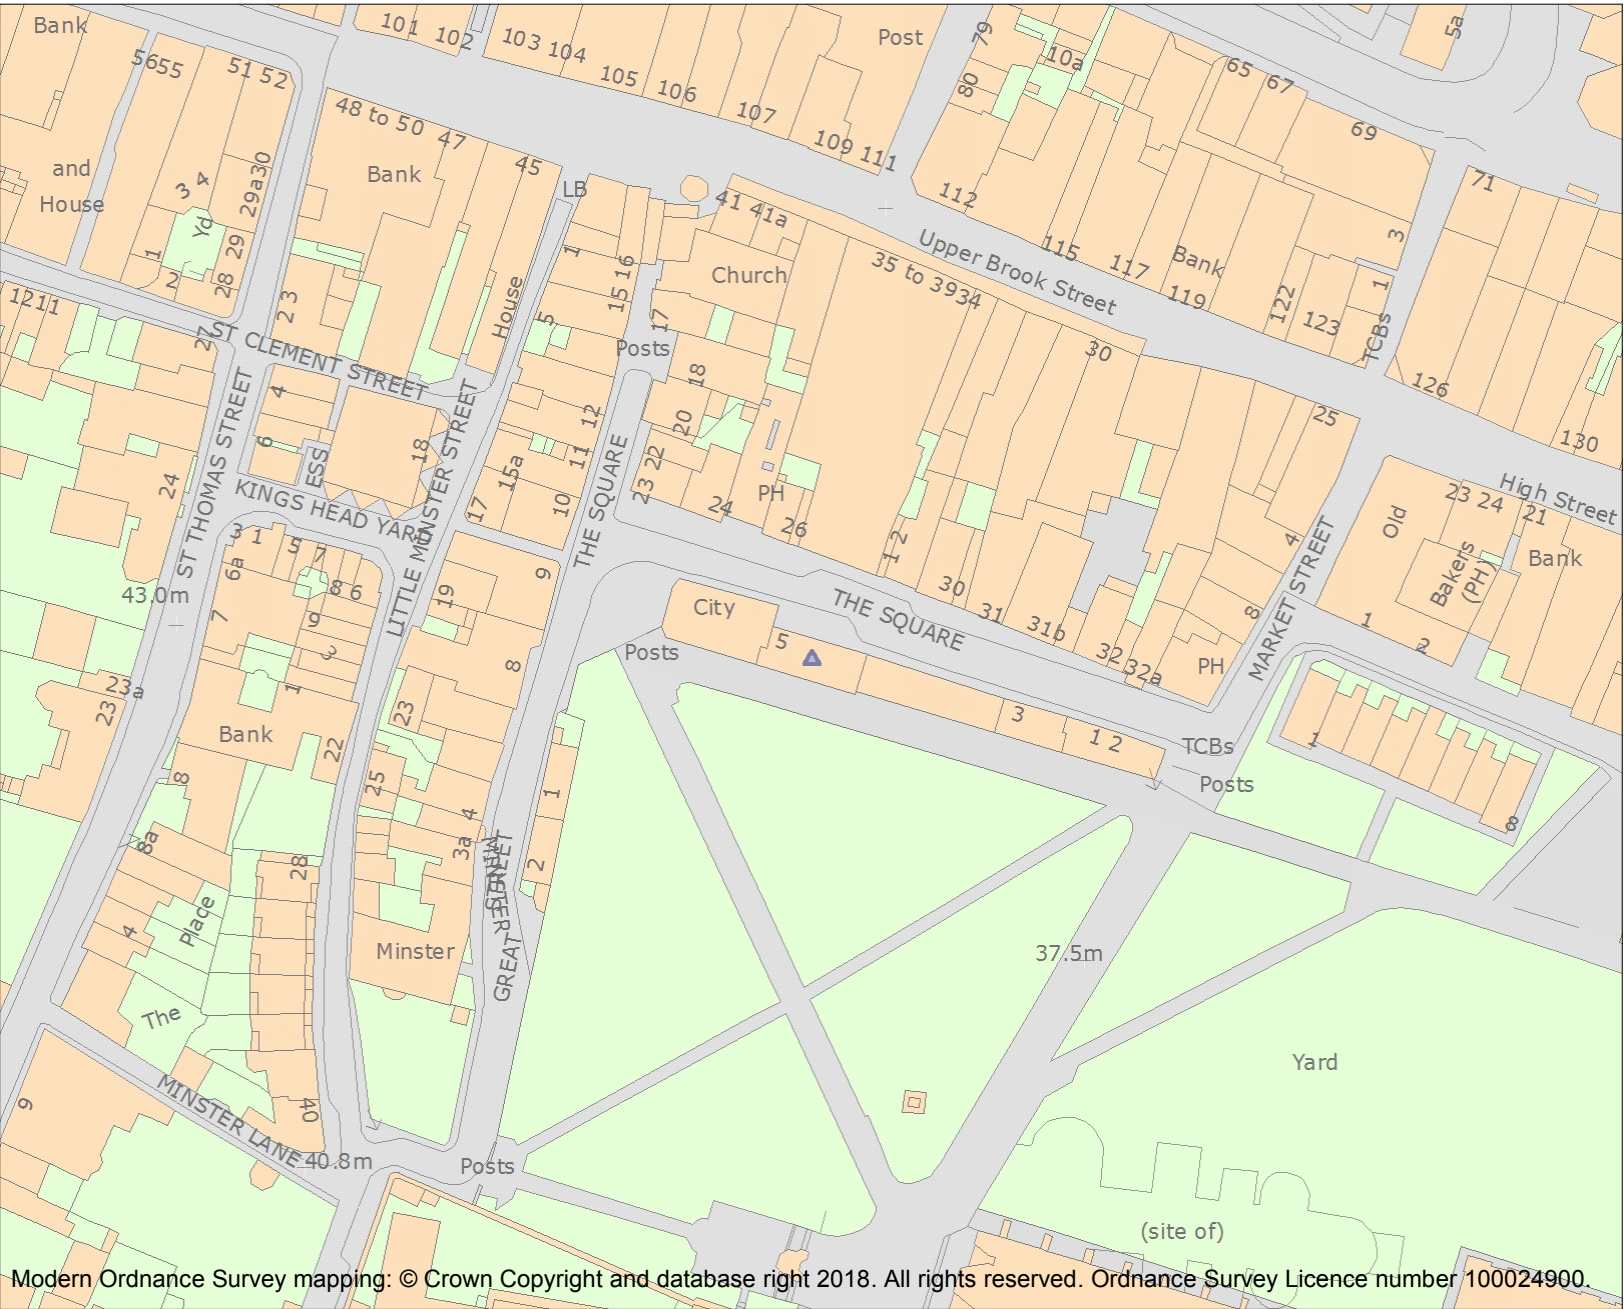 Bank
101
102
103
104
105
106
107
109
111
Post
79
80
10a
5a
65
67
69
71
56
55
51
52
48 to 50
47
45
Bank
LB
and
House
3
4
Yd
29a
30
29
28
1
2
12
11
27
2
3
House
1
5
15
16
17
Posts
18
20
22
23
12
11
10
41
41a
Church
35 to 39
34
30
25
112
115
117
Bank
119
122
123
3
1
TCBs
126
130
Upper Brook Street
High Street
ST CLEMENT STREET
ST THOMAS STREET
4
6
ESS
18
KINGS HEAD YARD
LITTLE MINSTER STREET
15a
17
THE SQUARE
24
PH
26
1
2
30
31
31b
32
32a
PH
4
8
MARKET STREET
Old
Bakers
(PH)
23
24
21
Bank
1
2
24
43.0m
3
1
5
7
6a
7
8
6
9
3
1
19
9
8
City
5
THE SQUARE
Posts
3
1
2
TCBs
Posts
1
8
23a
23
Bank
22
23
25
8
8a
4
3a
1
2
28
Place
4
The
Minster
GREAT
MINSTER
STREET
37.5m
Yard
MINSTER LANE
9
40
40.8m
Posts
(site of)
Modern Ordnance Survey mapping: © Crown Copyright and database right 2018. All rights reserved. Ordnance Survey Licence number 100024900.